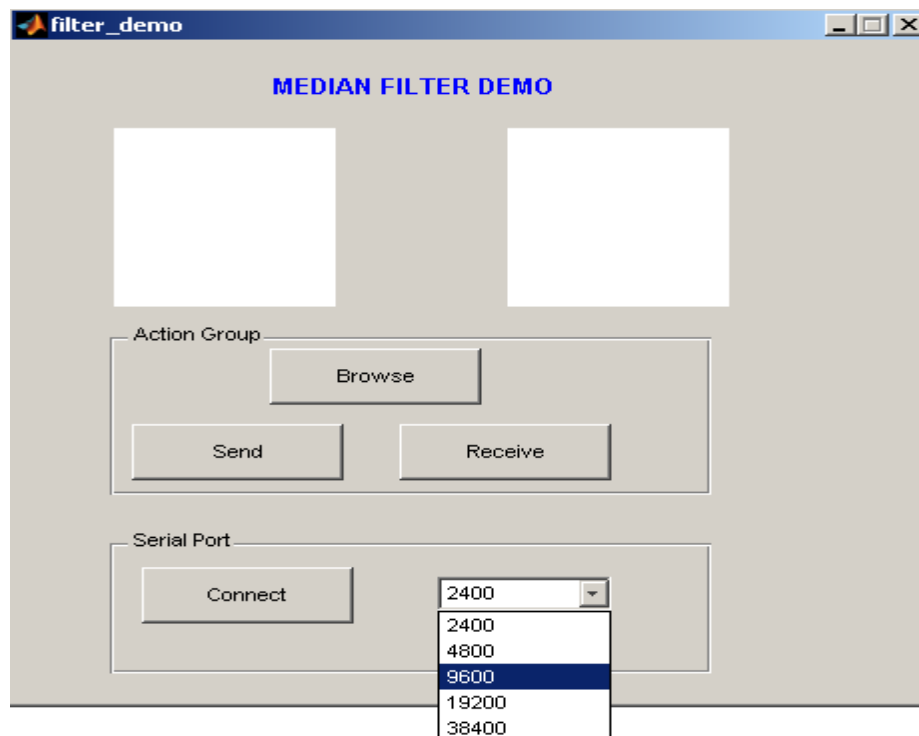 filter_demo
MEDIAN FILTER DEMO
Action Group
Browse
Send
Receive
Serial Port
Connect
2400
2400
4800
9600
19200
38400